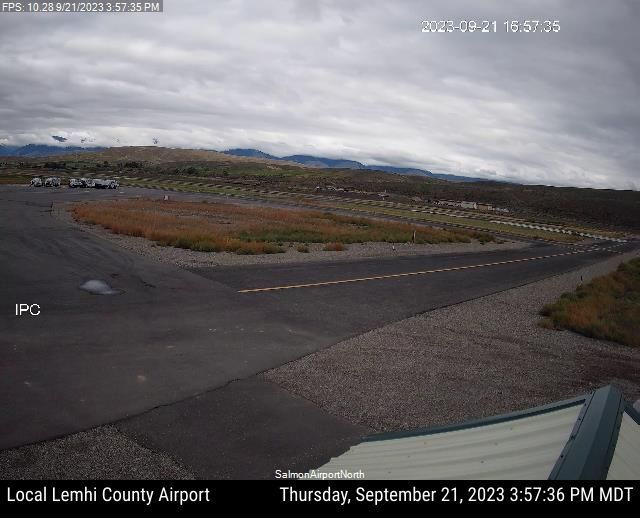 FPS: 10.28 9/21/2023 3:57:35 PM
2023-09-21 15:57:35
IPC
SalmonAirportNorth
Local Lemhi County Airport Thursday, September 21, 2023 3:57:36 PM MDT